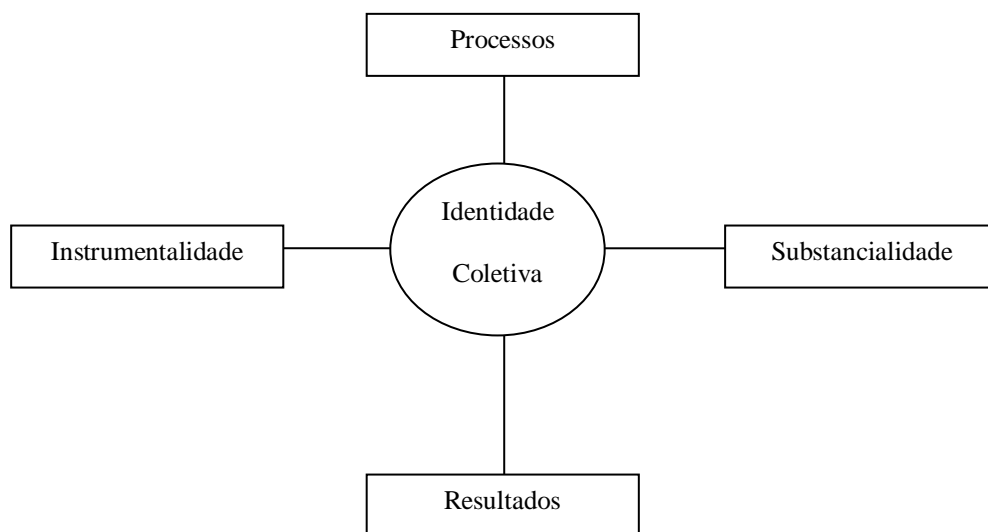 Processos
Identidade
Coletiva
Instrumentalidade
Substancialidade
Resultados